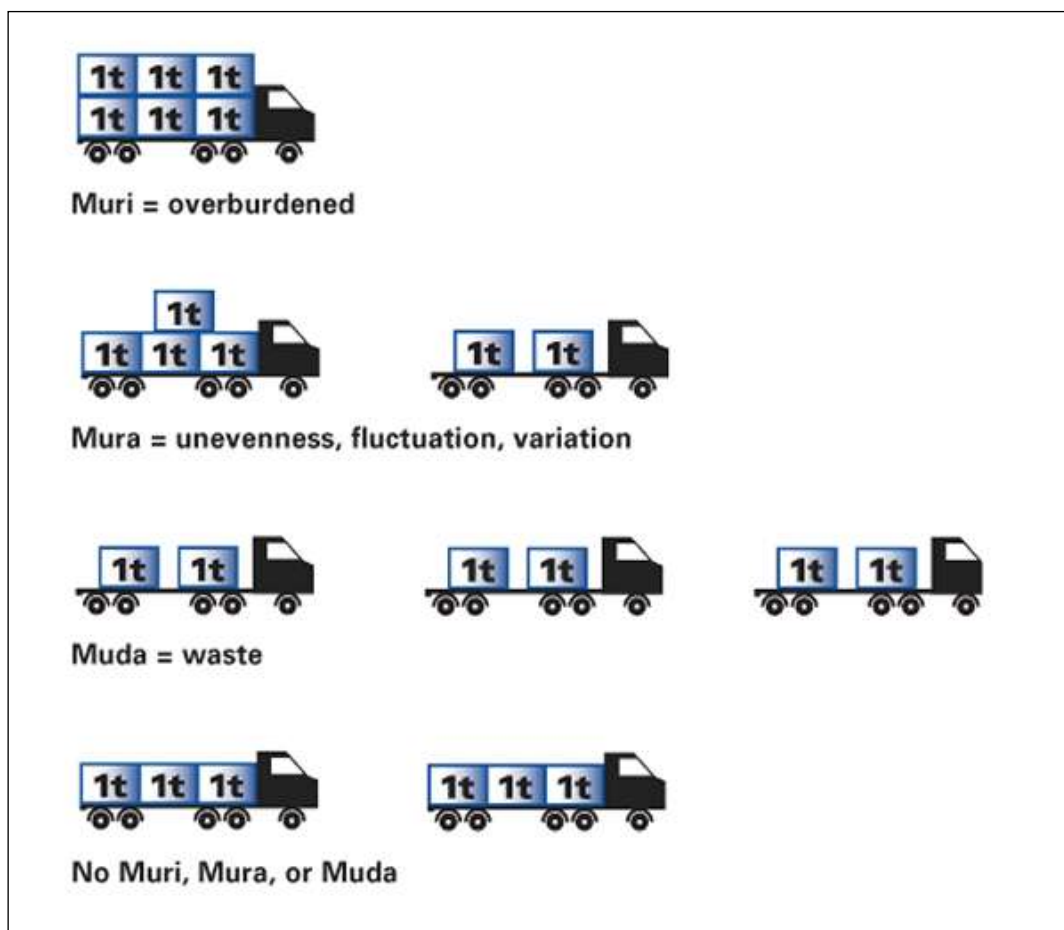 1t 1t 1t
1t 1t 1t
Muri = overburdened
1t
1t 1t 1t 1t 1t
Mura = unevenness, fluctuation, variation
1t 1t 1t 1t 1t 1t
Muda = waste
1t 1t 1t 1t 1t 1t
No Muri, Mura, or Muda